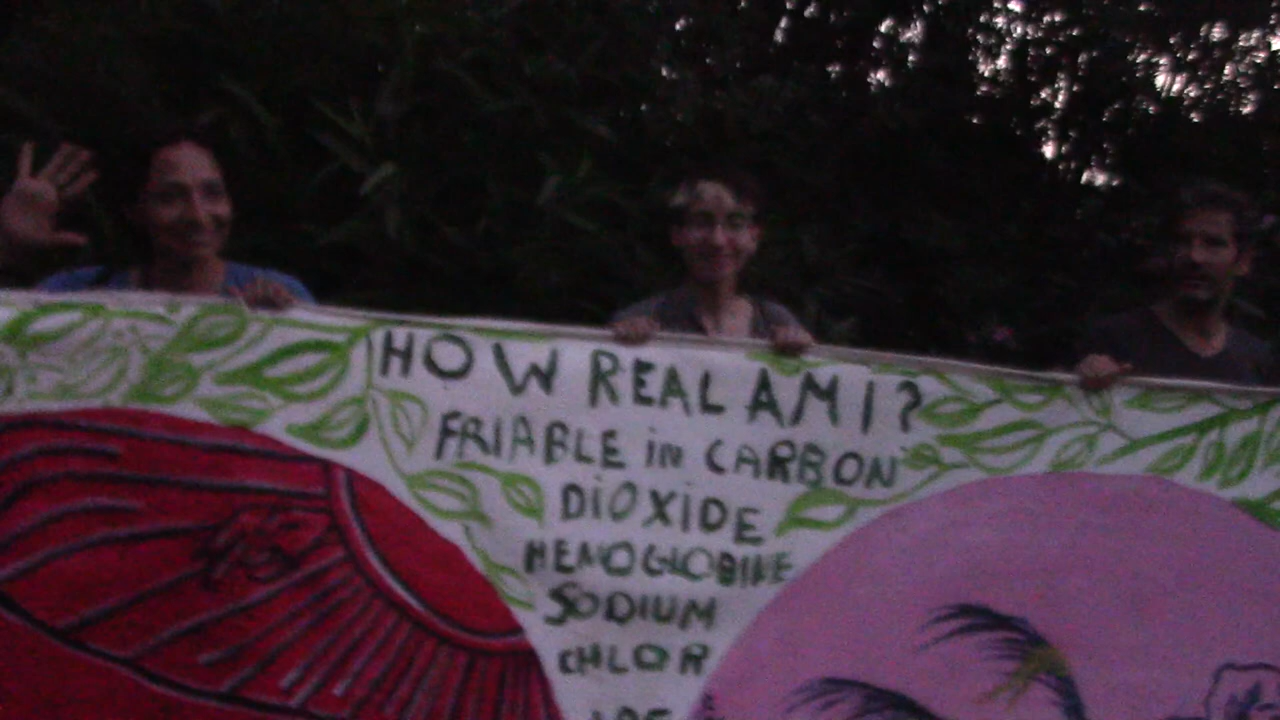 HOW REAL AM I?
FRIABLE in CARBON
DiOXIDE
HEMOGLOBINE
SODIUM
CHLOR